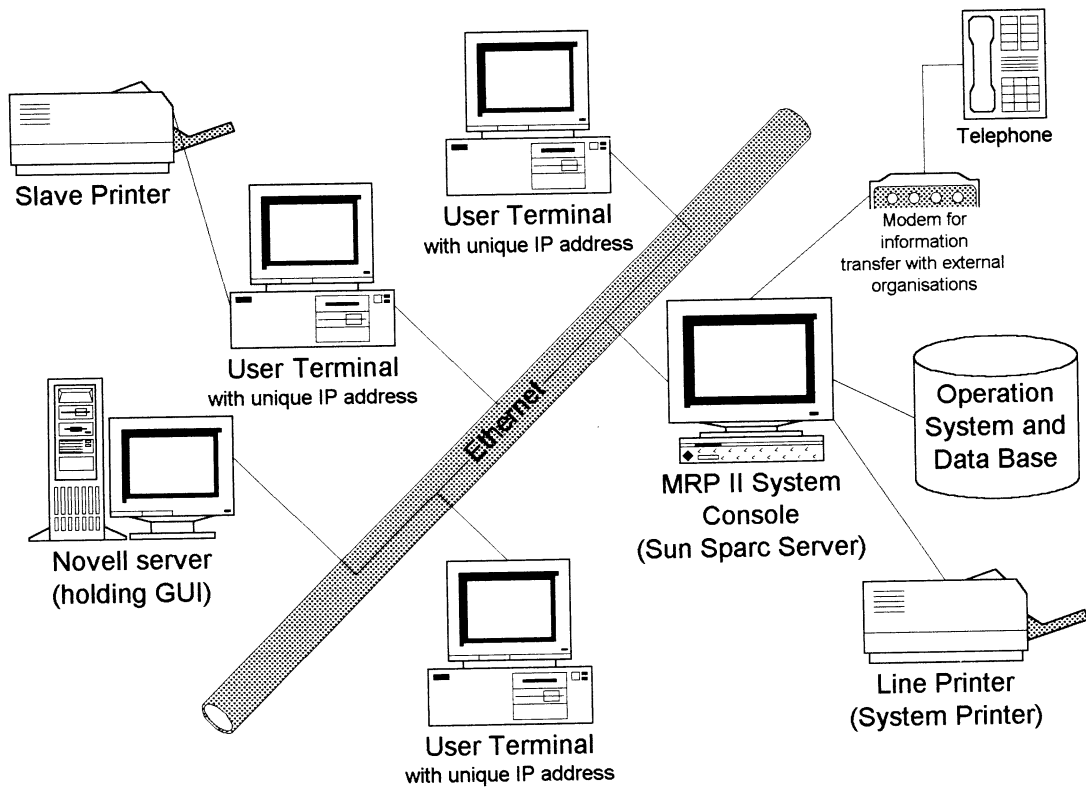 Telephone
Slave Printer
User Terminal
with unique IP address
Modem for
information
transfer with external
organisations
User Terminal
with unique IP address
Ethernet
Operation
System and
Data Base
MRP II System
Console
(Sun Sparc Server)
Novell server
(holding GUI)
Line Printer
(System Printer)
User Terminal
with unique IP address